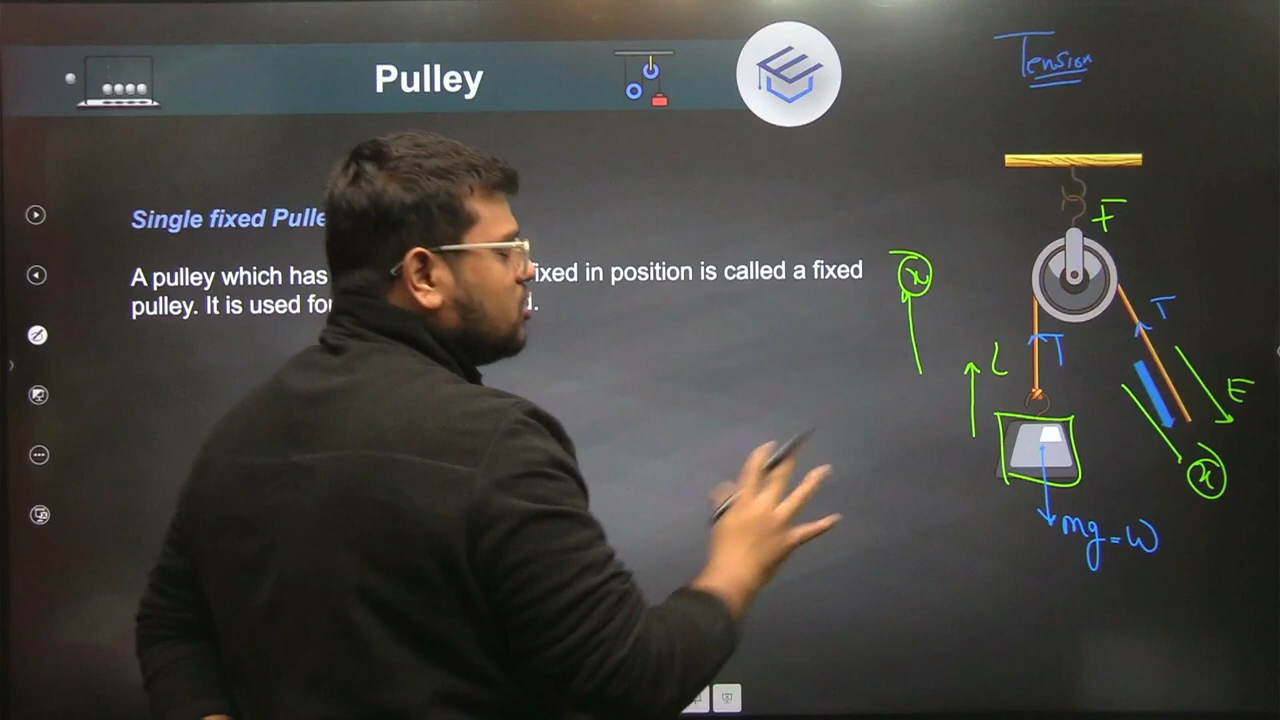 Pulley
Tension
Single fixed Pulle
A pulley which has fixed in position is called a fixed
pulley. It is used for
F
x
T
T
L
E
x
mg = W